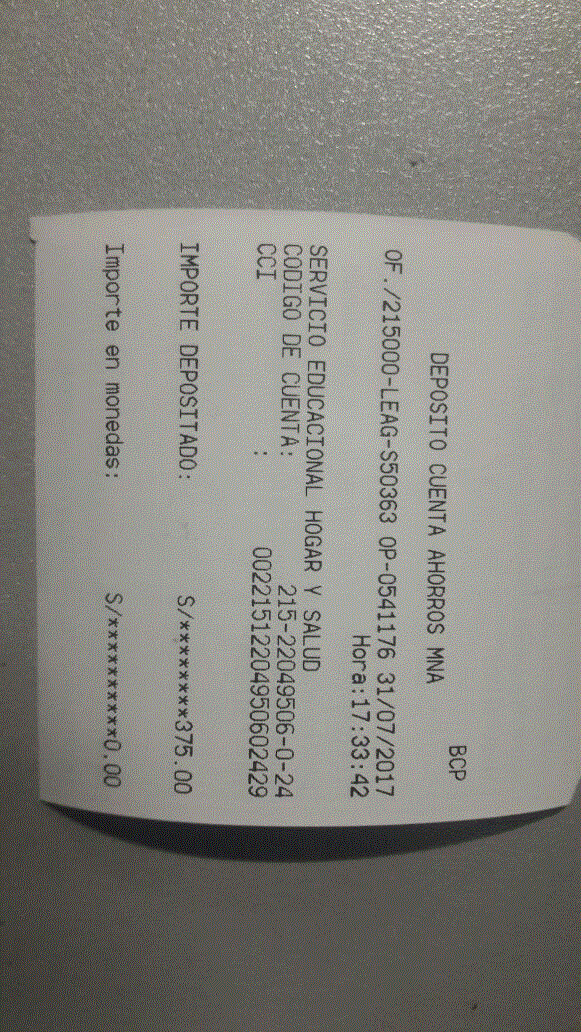 BCP
DEPOSITO CUENTA AHORROS MNA
OF./215000-LEAG-S50363 OP-0541176 31/07/2017
Hora:17:33:42
SERVICIO EDUCACIONAL HOGAR Y SALUD
CODIGO DE CUENTA: 215-22049506-0-24
CCI : 00221512204950602429
IMPORTE DEPOSITADO: S/*********375.00
Importe en monedas: S/***********0.00